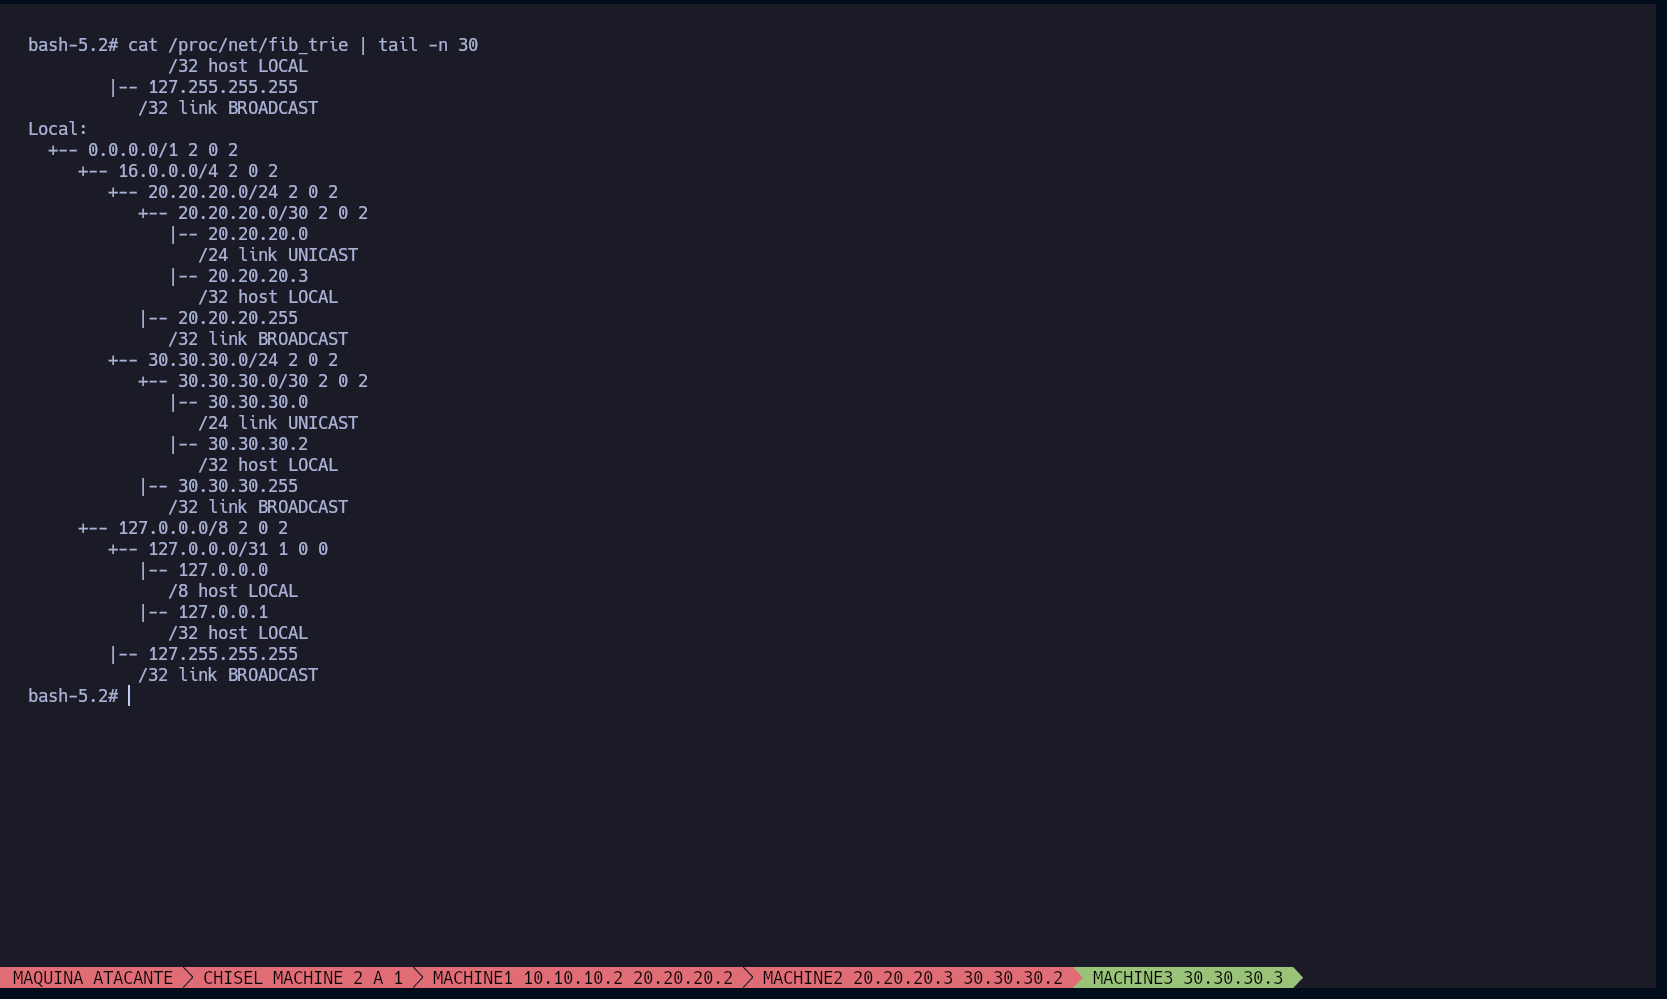 bash-5.2# cat /proc/net/fib_trie | tail -n 30
/32 host LOCAL
|-- 127.255.255.255
/32 link BROADCAST
Local:
+-- 0.0.0.0/1 2 0 2
+-- 16.0.0.0/4 2 0 2
+-- 20.20.20.0/24 2 0 2
+-- 20.20.20.0/30 2 0 2
|-- 20.20.20.0
/24 link UNICAST
|-- 20.20.20.3
/32 host LOCAL
|-- 20.20.20.255
/32 link BROADCAST
+-- 30.30.30.0/24 2 0 2
+-- 30.30.30.0/30 2 0 2
|-- 30.30.30.0
/24 link UNICAST
|-- 30.30.30.2
/32 host LOCAL
|-- 30.30.30.255
/32 link BROADCAST
+-- 127.0.0.0/8 2 0 2
+-- 127.0.0.0/31 1 0 0
|-- 127.0.0.0
/8 host LOCAL
|-- 127.0.0.1
/32 host LOCAL
|-- 127.255.255.255
/32 link BROADCAST
bash-5.2#
MAQUINA ATACANTE CHISEL MACHINE 2 A 1 MACHINE1 10.10.10.2 20.20.20.2 MACHINE2 20.20.20.3 30.30.30.2 MACHINE3 30.30.30.3